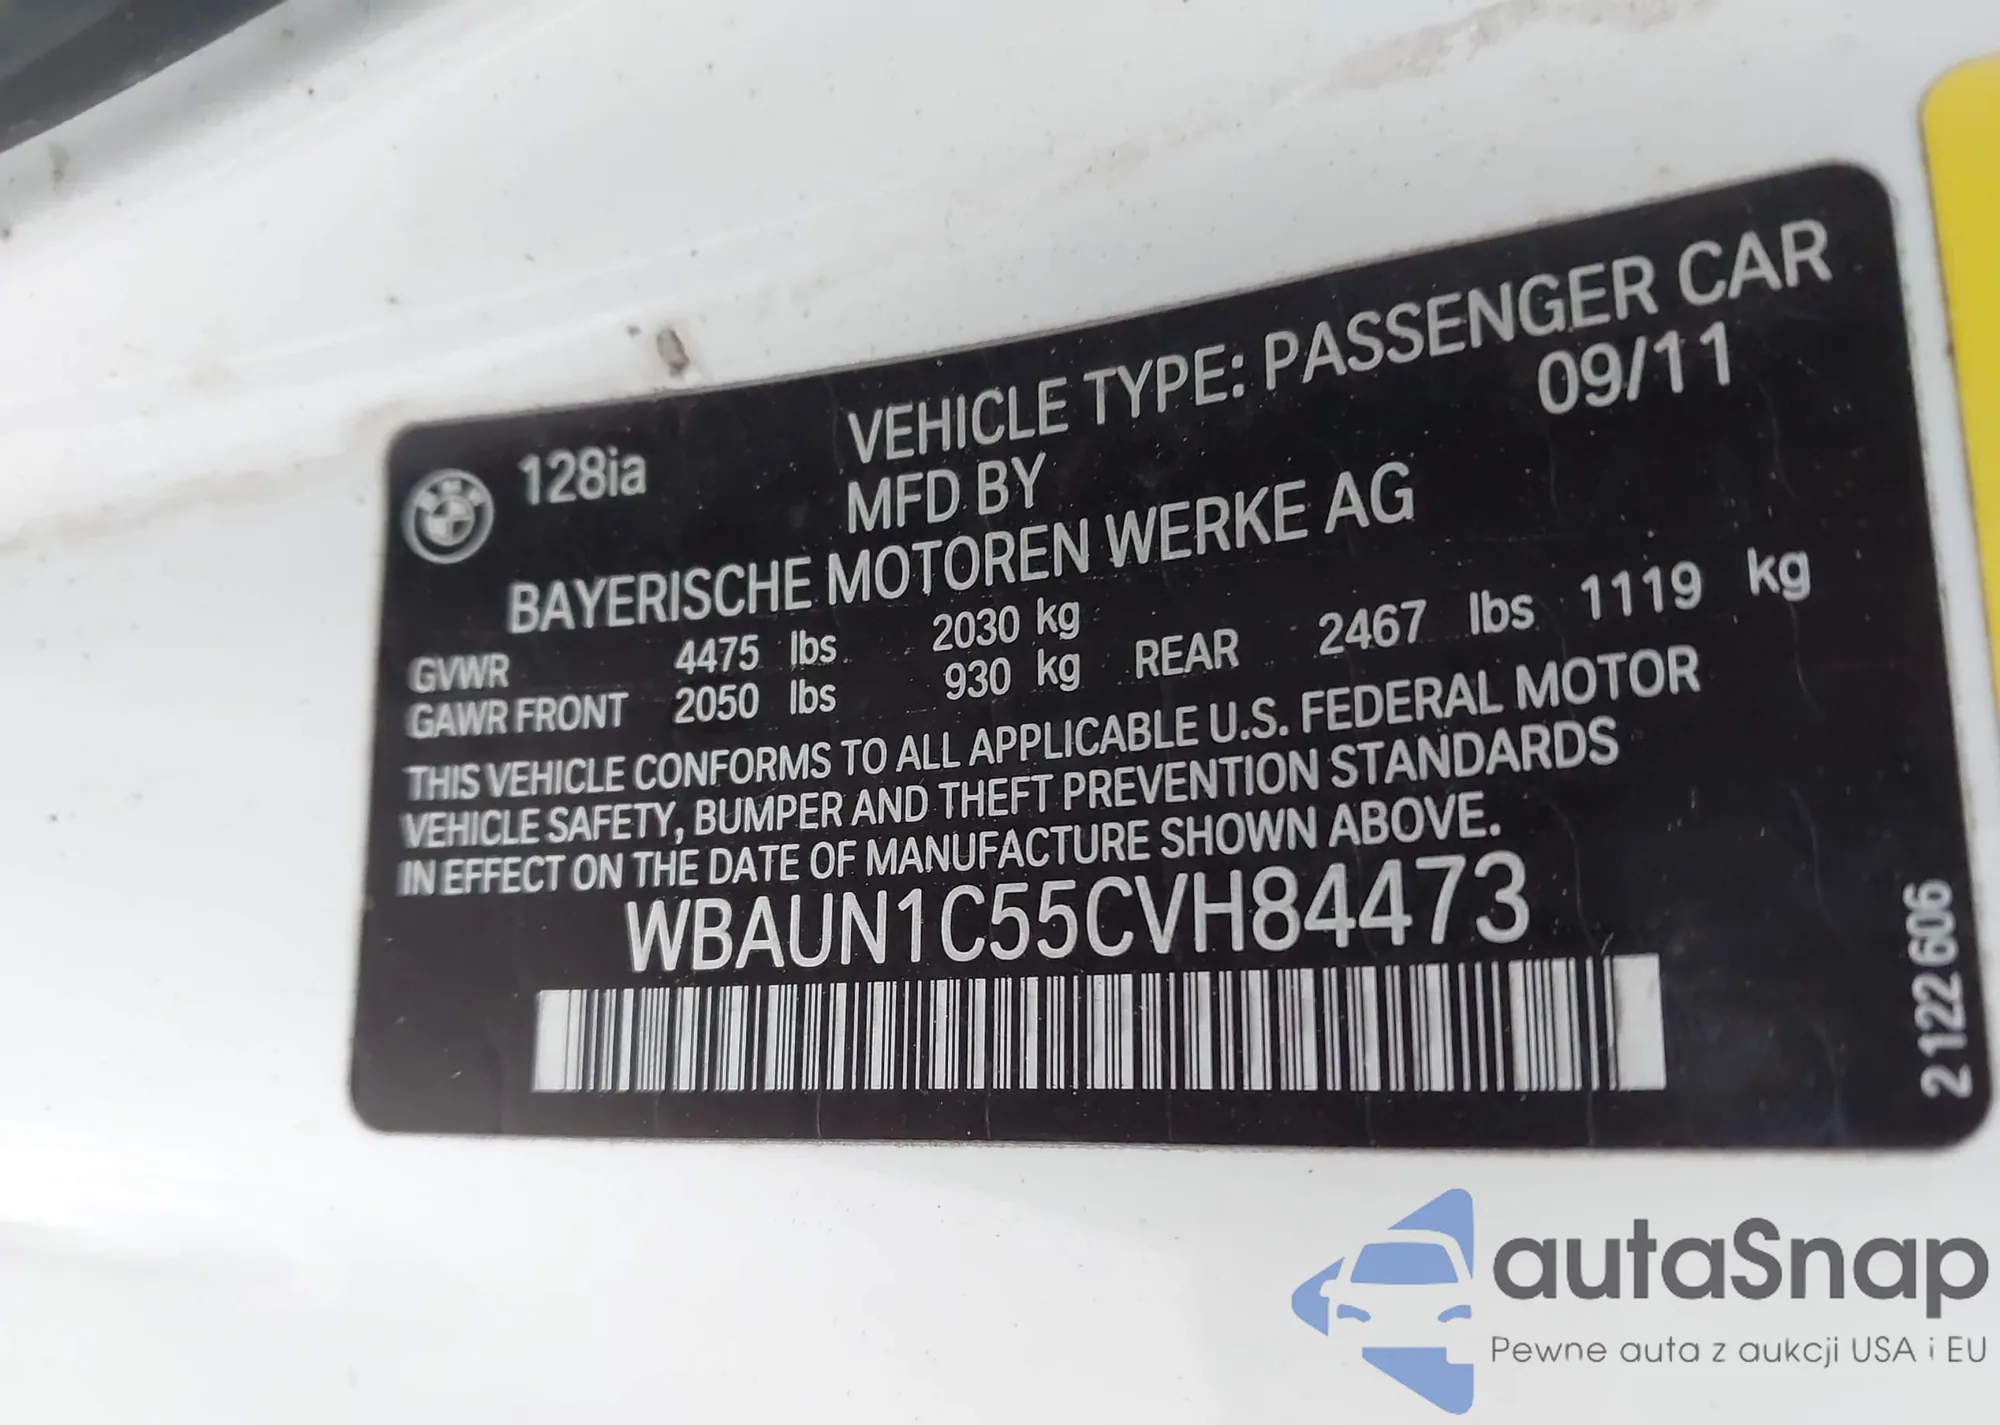 VEHICLE TYPE: PASSENGER CAR
128ia MFD BY 09/11
BAYERISCHE MOTOREN WERKE AG
GVWR 4475 lbs 2030 kg
GAWR FRONT 2050 lbs 930 kg REAR 2467 lbs 1119 kg
THIS VEHICLE CONFORMS TO ALL APPLICABLE U.S. FEDERAL MOTOR
VEHICLE SAFETY, BUMPER AND THEFT PREVENTION STANDARDS
IN EFFECT ON THE DATE OF MANUFACTURE SHOWN ABOVE.
WBAUN1C55CVH84473
2 122 606
BMW
autaSnap
Pewne auta z aukcji USA i EU